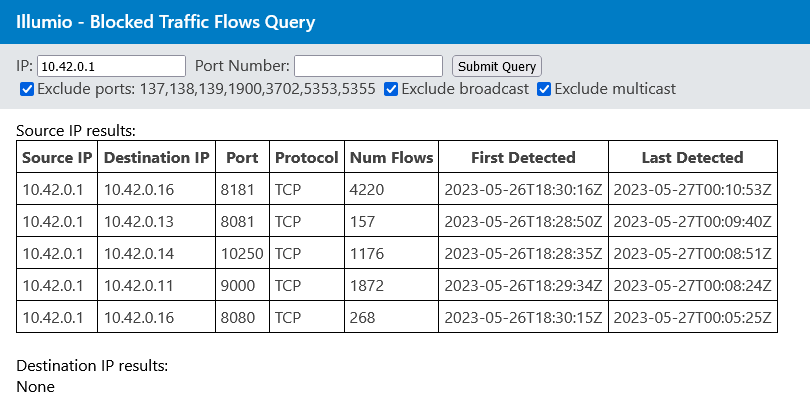 Illumio - Blocked Traffic Flows Query
IP: 10.42.0.1 Port Number: Submit Query
Exclude ports: 137,138,139,1900,3702,5353,5355 Exclude broadcast Exclude multicast
Source IP results:
Source IP Destination IP Port Protocol Num Flows First Detected Last Detected
10.42.0.1 10.42.0.16 8181 TCP 4220 2023-05-26T18:30:16Z 2023-05-27T00:10:53Z
10.42.0.1 10.42.0.13 8081 TCP 157 2023-05-26T18:28:50Z 2023-05-27T00:09:40Z
10.42.0.1 10.42.0.14 10250 TCP 1176 2023-05-26T18:28:35Z 2023-05-27T00:08:51Z
10.42.0.1 10.42.0.11 9000 TCP 1872 2023-05-26T18:29:34Z 2023-05-27T00:08:24Z
10.42.0.1 10.42.0.16 8080 TCP 268 2023-05-26T18:30:15Z 2023-05-27T00:05:25Z
Destination IP results:
None